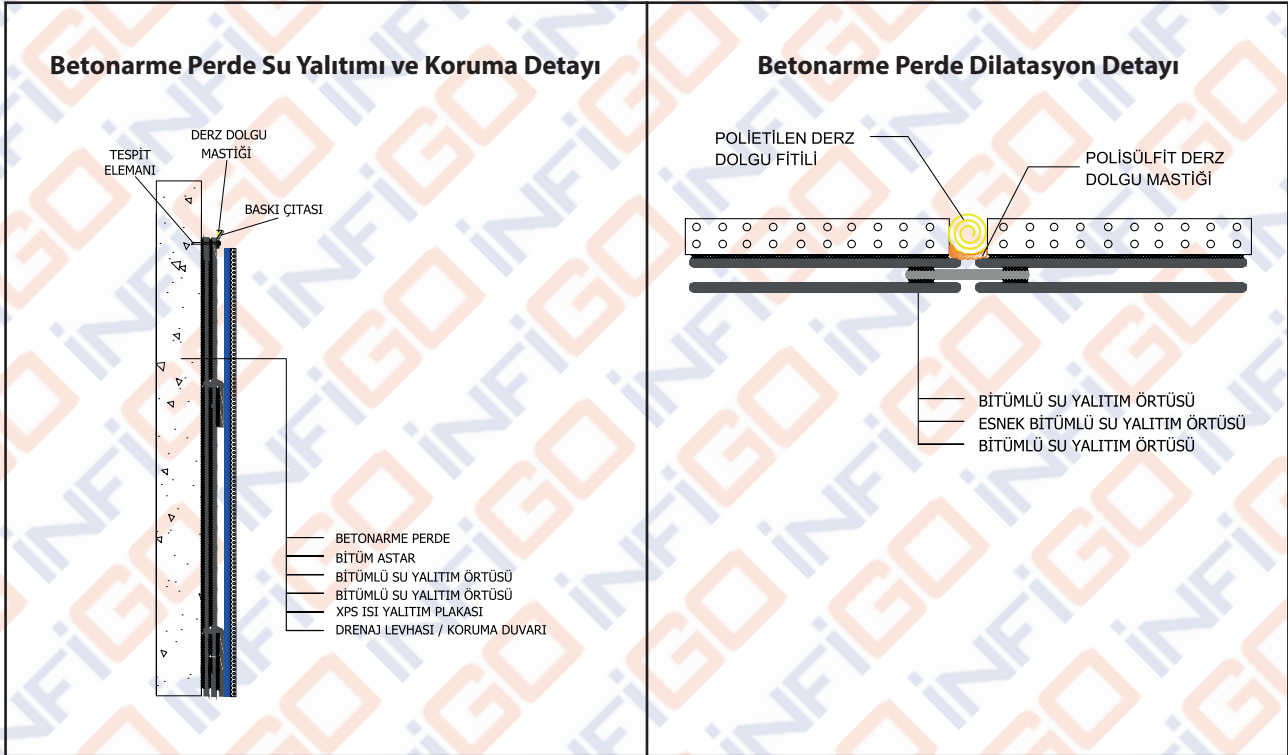 Betonarme Perde Su Yalıtımı ve Koruma Detayı
DERZ DOLGU
MASTİĞİ
TESPİT
ELEMANI
BASKI ÇITASI
BETONARME PERDE
BİTÜM ASTAR
BİTÜMLÜ SU YALITIM ÖRTÜSÜ
BİTÜMLÜ SU YALITIM ÖRTÜSÜ
XPS ISI YALITIM PLAKASI
DRENAJ LEVHASI / KORUMA DUVARI
Betonarme Perde Dilatasyon Detayı
POLİETİLEN DERZ
DOLGU FİTİLİ
POLİSÜLFİT DERZ
DOLGU MASTİĞİ
BİTÜMLÜ SU YALITIM ÖRTÜSÜ
ESNEK BİTÜMLÜ SU YALITIM ÖRTÜSÜ
BİTÜMLÜ SU YALITIM ÖRTÜSÜ
İNFİGO